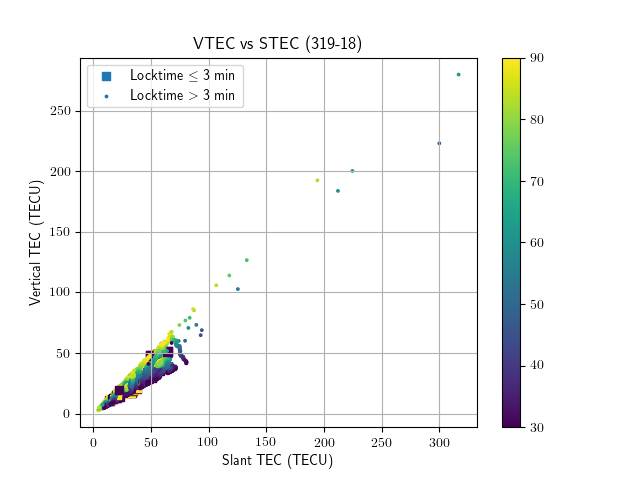 VTEC vs STEC (319-18)
Locktime ≤ 3 min
Locktime > 3 min
Vertical TEC (TECU)
250
200
150
100
50
0
0 50 100 150 200 250 300
Slant TEC (TECU)
90
80
70
60
50
40
30